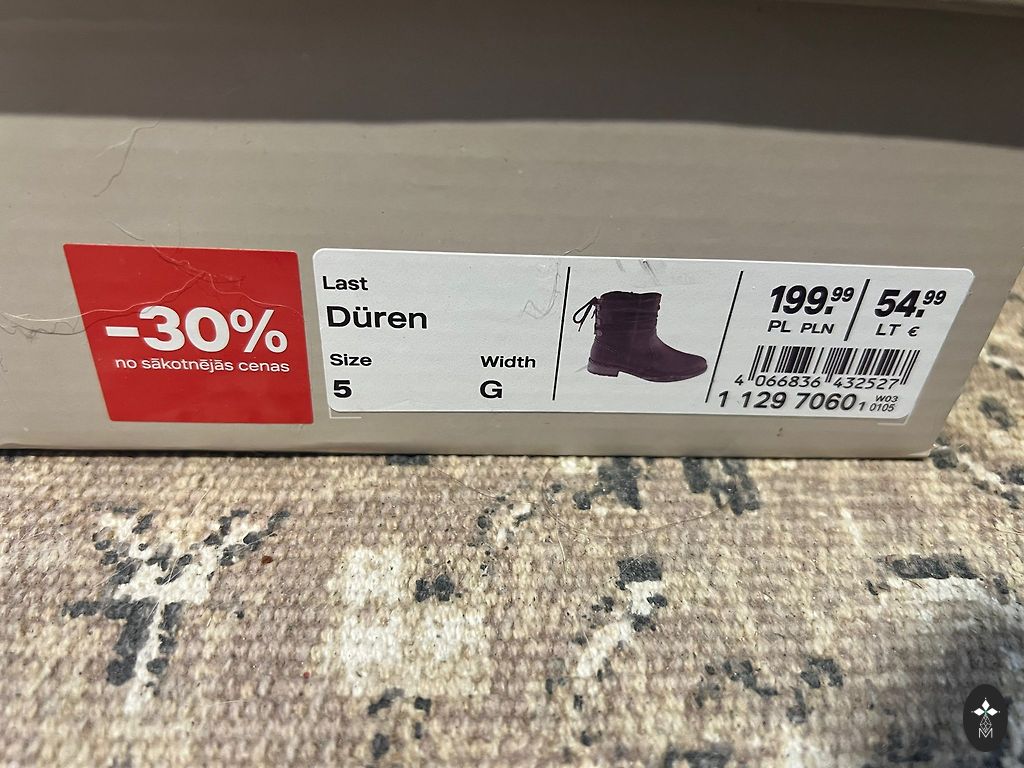 -30%
no sākotnējās cenas
Last
Düren
Size
5
Width
G
199.99
PL PLN
54.99
LT €
4 066836 432527
1 129 7060 1
W03
0105
M